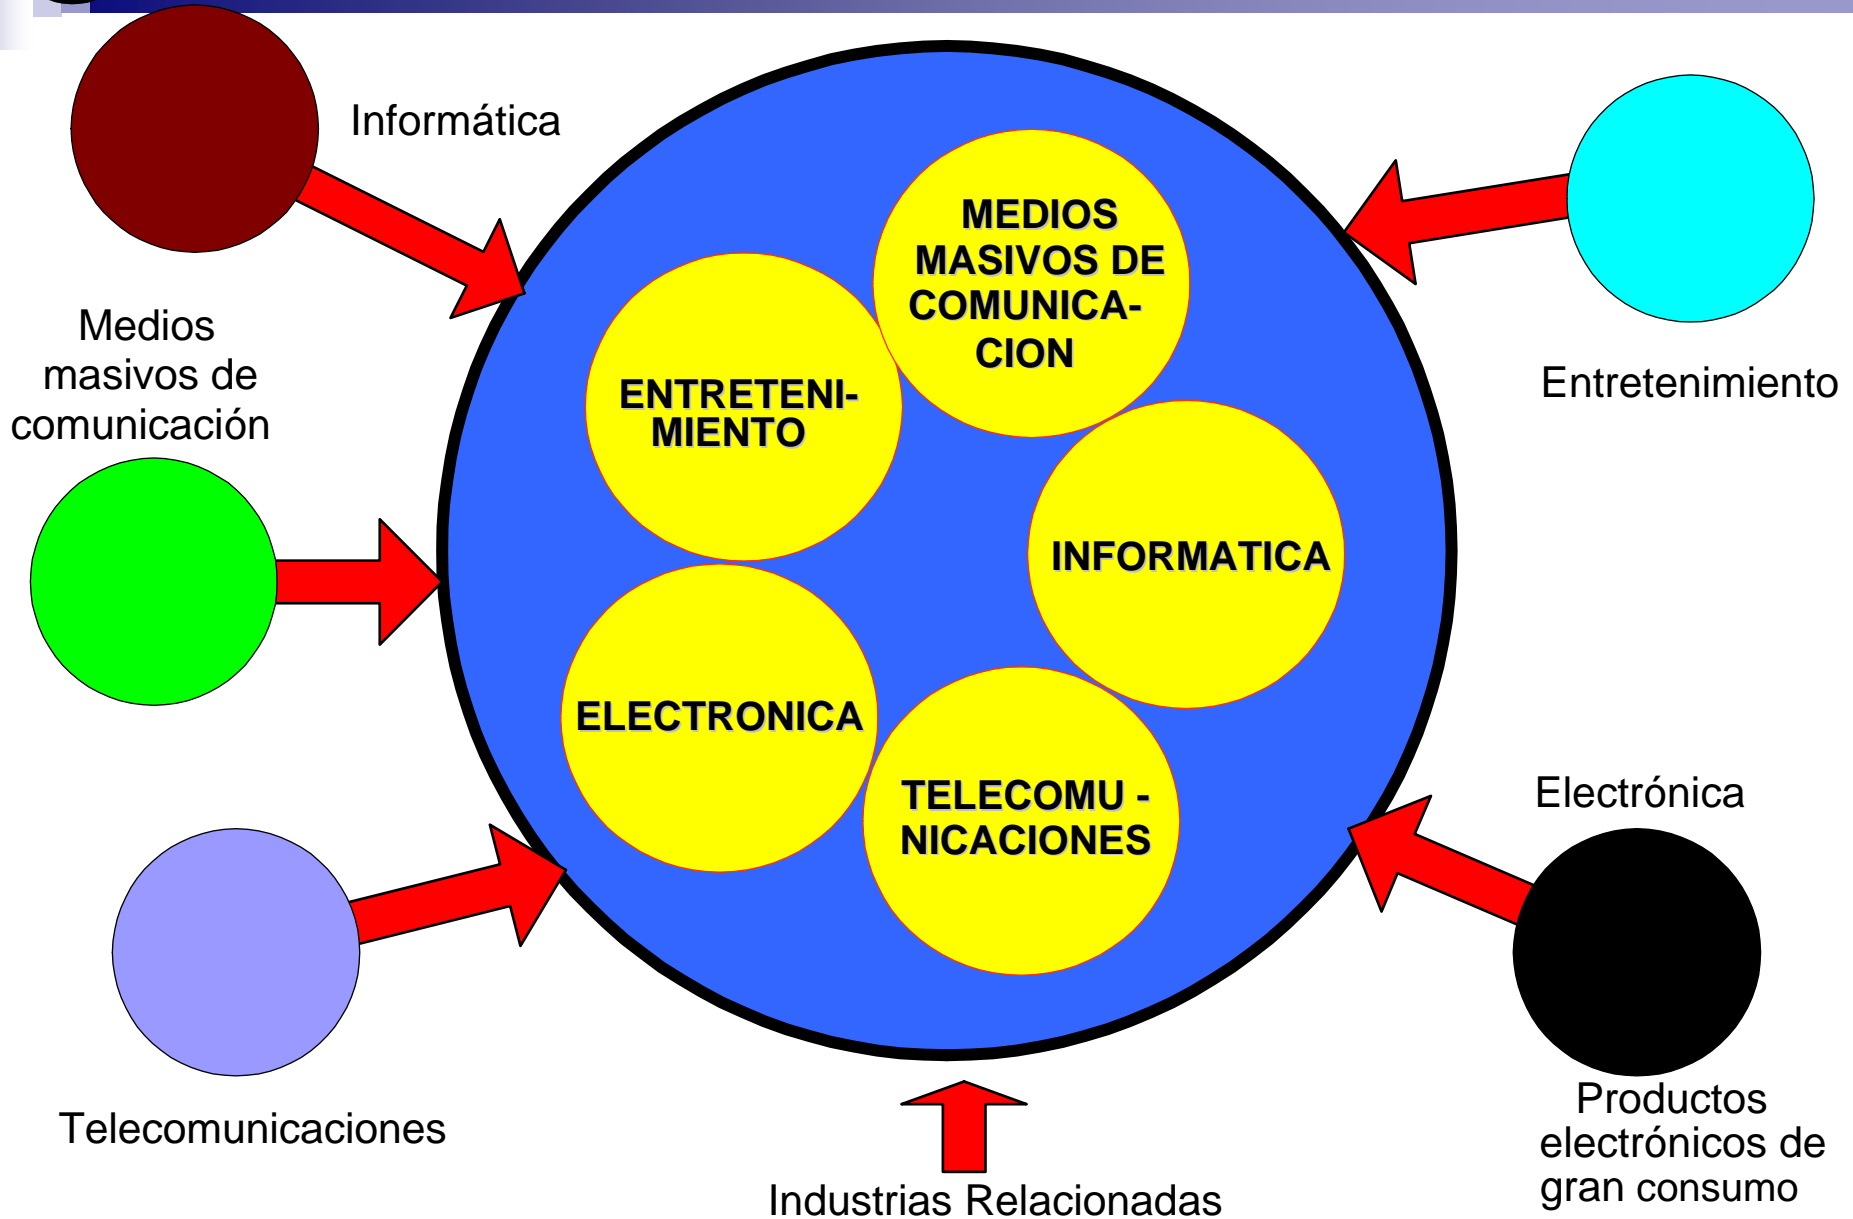 Informática
Medios
masivos de
comunicación
Telecomunicaciones
MEDIOS
MASIVOS DE
COMUNICA-
CION
ENTRETENI-
MIENTO
INFORMATICA
ELECTRONICA
TELECOMU -
NICACIONES
Entretenimiento
Electrónica
Productos
electrónicos de
gran consumo
Industrias Relacionadas